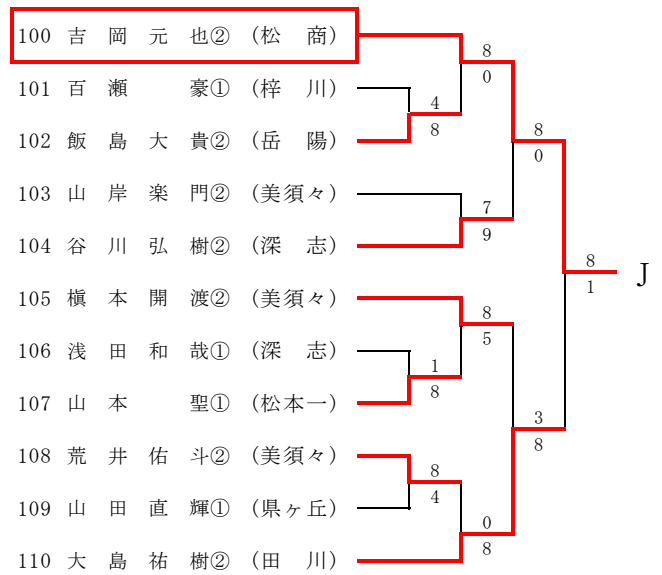 100 吉 岡 元 也② (松 商)
101 百 瀬 豪① (梓 川)
102 飯 島 大 貴② (岳 陽)
103 山 岸 楽 門② (美須々)
104 谷 川 弘 樹② (深 志)
105 槇 本 開 渡② (美須々)
106 浅 田 和 哉① (深 志)
107 山 本 聖① (松本一)
108 荒 井 佑 斗② (美須々)
109 山 田 直 輝① (県ヶ丘)
110 大 島 祐 樹② (田 川)
4
8
1
8
8
4
8
0
7
9
8
5
0
8
8
0
3
8
8
1
J